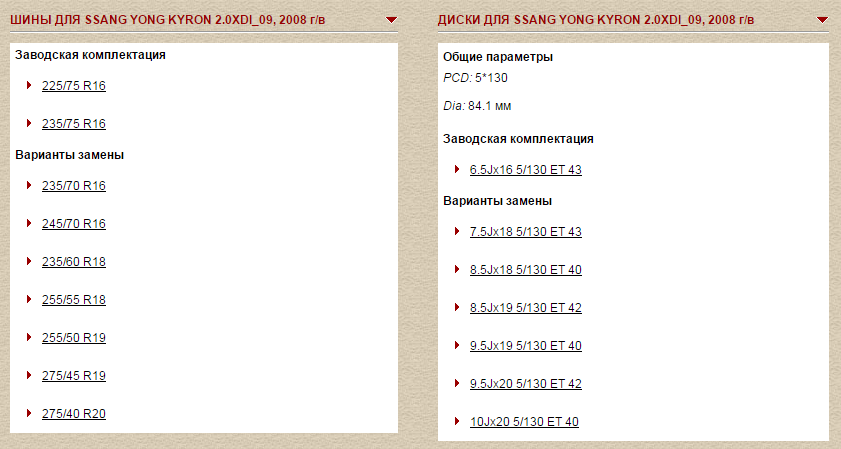 ШИНЫ ДЛЯ SSANG YONG KYRON 2.0XDI_09, 2008 г/в
Заводская комплектация
225/75 R16
235/75 R16
Варианты замены
235/70 R16
245/70 R16
235/60 R18
255/55 R18
255/50 R19
275/45 R19
275/40 R20
ДИСКИ ДЛЯ SSANG YONG KYRON 2.0XDI_09, 2008 г/в
Общие параметры
PCD: 5*130
Dia: 84.1 мм
Заводская комплектация
6.5Jx16 5/130 ET 43
Варианты замены
7.5Jx18 5/130 ET 43
8.5Jx18 5/130 ET 40
8.5Jx19 5/130 ET 42
9.5Jx19 5/130 ET 40
9.5Jx20 5/130 ET 42
10Jx20 5/130 ET 40